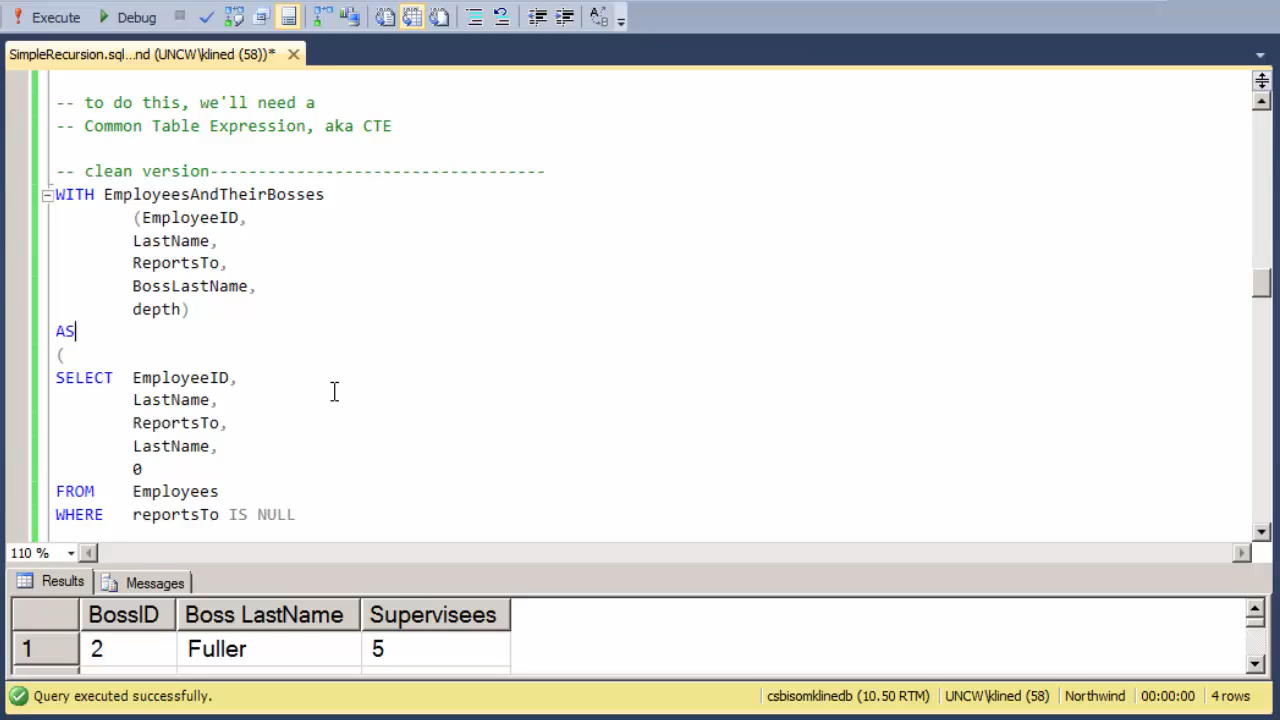 Execute Debug
SimpleRecursion.sql...nd (UNCW\klined (58))*
-- to do this, we'll need a
-- Common Table Expression, aka CTE
-- clean version-----------------------------------
WITH EmployeesAndTheirBosses
(EmployeeID,
LastName,
ReportsTo,
BossLastName,
depth)
AS
(
SELECT EmployeeID,
LastName,
ReportsTo,
LastName,
0
FROM Employees
WHERE reportsTo IS NULL
110 %
Results Messages
BossID Boss LastName Supervisees
1 2 Fuller 5
Query executed successfully. csbisomklinedb (10.50 RTM) UNCW\klined (58) Northwind 00:00:00 4 rows